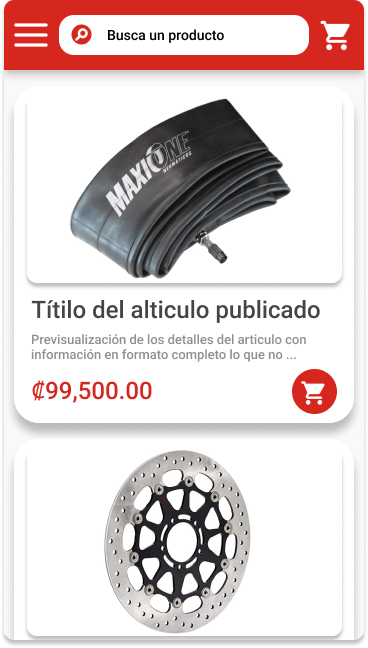 Busca un producto
MAXIONE
NEUMÁTICOS
Títilo del alticulo publicado
Previsualización de los detalles del articulo con
información en formato completo lo que no ...
₡99,500.00